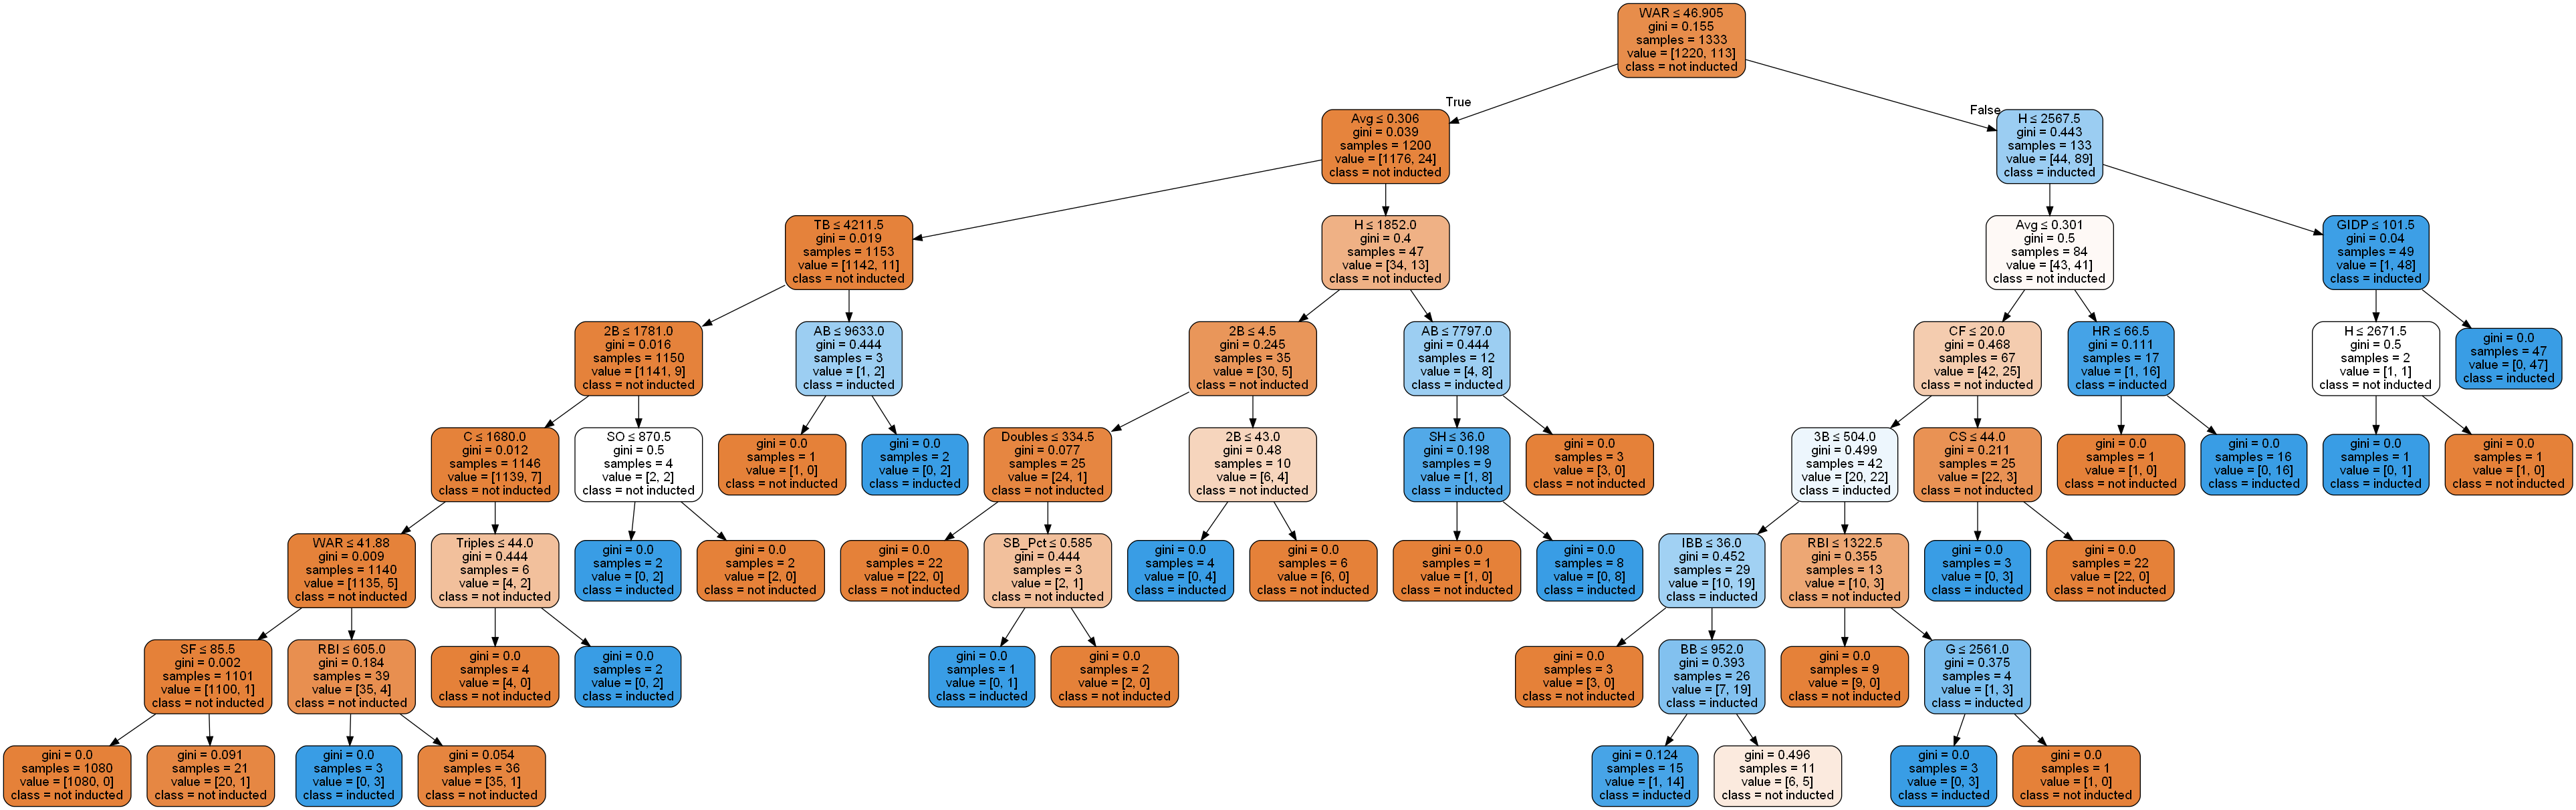 WAR ≤ 46.905
gini = 0.155
samples = 1333
value = [1220, 113]
class = not inducted
True
False
Avg ≤ 0.306
gini = 0.039
samples = 1200
value = [1176, 24]
class = not inducted
H ≤ 2567.5
gini = 0.443
samples = 133
value = [44, 89]
class = inducted
TB ≤ 4211.5
gini = 0.019
samples = 1153
value = [1142, 11]
class = not inducted
H ≤ 1852.0
gini = 0.4
samples = 47
value = [34, 13]
class = not inducted
Avg ≤ 0.301
gini = 0.5
samples = 84
value = [43, 41]
class = not inducted
GIDP ≤ 101.5
gini = 0.04
samples = 49
value = [1, 48]
class = inducted
2B ≤ 1781.0
gini = 0.016
samples = 1150
value = [1141, 9]
class = not inducted
AB ≤ 9633.0
gini = 0.444
samples = 3
value = [1, 2]
class = inducted
2B ≤ 4.5
gini = 0.245
samples = 35
value = [30, 5]
class = not inducted
AB ≤ 7797.0
gini = 0.444
samples = 12
value = [4, 8]
class = inducted
CF ≤ 20.0
gini = 0.468
samples = 67
value = [42, 25]
class = not inducted
HR ≤ 66.5
gini = 0.111
samples = 17
value = [1, 16]
class = inducted
H ≤ 2671.5
gini = 0.5
samples = 2
value = [1, 1]
class = not inducted
gini = 0.0
samples = 47
value = [0, 47]
class = inducted
C ≤ 1680.0
gini = 0.012
samples = 1146
value = [1139, 7]
class = not inducted
SO ≤ 870.5
gini = 0.5
samples = 4
value = [2, 2]
class = not inducted
gini = 0.0
samples = 1
value = [1, 0]
class = not inducted
gini = 0.0
samples = 2
value = [0, 2]
class = inducted
Doubles ≤ 334.5
gini = 0.077
samples = 25
value = [24, 1]
class = not inducted
2B ≤ 43.0
gini = 0.48
samples = 10
value = [6, 4]
class = not inducted
SH ≤ 36.0
gini = 0.198
samples = 9
value = [1, 8]
class = inducted
gini = 0.0
samples = 3
value = [3, 0]
class = not inducted
3B ≤ 504.0
gini = 0.499
samples = 42
value = [20, 22]
class = inducted
CS ≤ 44.0
gini = 0.211
samples = 25
value = [22, 3]
class = not inducted
gini = 0.0
samples = 1
value = [1, 0]
class = not inducted
gini = 0.0
samples = 16
value = [0, 16]
class = inducted
gini = 0.0
samples = 1
value = [0, 1]
class = inducted
gini = 0.0
samples = 1
value = [1, 0]
class = not inducted
WAR ≤ 41.88
gini = 0.009
samples = 1140
value = [1135, 5]
class = not inducted
Triples ≤ 44.0
gini = 0.444
samples = 6
value = [4, 2]
class = not inducted
gini = 0.0
samples = 2
value = [0, 2]
class = inducted
gini = 0.0
samples = 2
value = [2, 0]
class = not inducted
gini = 0.0
samples = 22
value = [22, 0]
class = not inducted
SB_Pct ≤ 0.585
gini = 0.444
samples = 3
value = [2, 1]
class = not inducted
gini = 0.0
samples = 4
value = [0, 4]
class = inducted
gini = 0.0
samples = 6
value = [6, 0]
class = not inducted
gini = 0.0
samples = 1
value = [1, 0]
class = not inducted
gini = 0.0
samples = 8
value = [0, 8]
class = inducted
IBB ≤ 36.0
gini = 0.452
samples = 29
value = [10, 19]
class = inducted
RBI ≤ 1322.5
gini = 0.355
samples = 13
value = [10, 3]
class = not inducted
gini = 0.0
samples = 3
value = [0, 3]
class = inducted
gini = 0.0
samples = 22
value = [22, 0]
class = not inducted
SF ≤ 85.5
gini = 0.002
samples = 1101
value = [1100, 1]
class = not inducted
RBI ≤ 605.0
gini = 0.184
samples = 39
value = [35, 4]
class = not inducted
gini = 0.0
samples = 4
value = [4, 0]
class = not inducted
gini = 0.0
samples = 2
value = [0, 2]
class = inducted
gini = 0.0
samples = 1
value = [0, 1]
class = inducted
gini = 0.0
samples = 2
value = [2, 0]
class = not inducted
gini = 0.0
samples = 3
value = [3, 0]
class = not inducted
BB ≤ 952.0
gini = 0.393
samples = 26
value = [7, 19]
class = inducted
gini = 0.0
samples = 9
value = [9, 0]
class = not inducted
G ≤ 2561.0
gini = 0.375
samples = 4
value = [1, 3]
class = inducted
gini = 0.0
samples = 1080
value = [1080, 0]
class = not inducted
gini = 0.091
samples = 21
value = [20, 1]
class = not inducted
gini = 0.0
samples = 3
value = [0, 3]
class = inducted
gini = 0.054
samples = 36
value = [35, 1]
class = not inducted
gini = 0.124
samples = 15
value = [1, 14]
class = inducted
gini = 0.496
samples = 11
value = [6, 5]
class = not inducted
gini = 0.0
samples = 3
value = [0, 3]
class = inducted
gini = 0.0
samples = 1
value = [1, 0]
class = not inducted